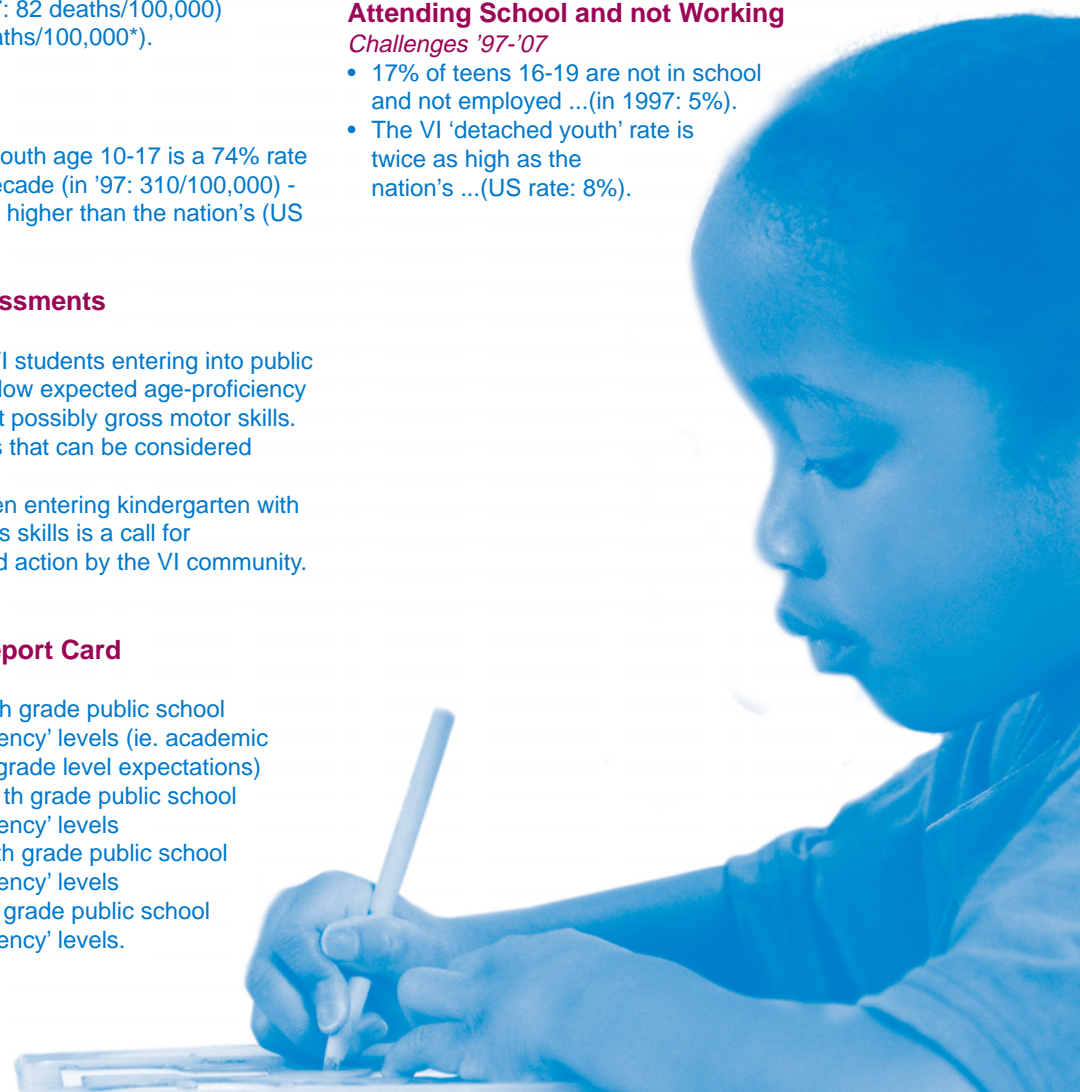 : 82 deaths/100,000)
aths/100,000*).
outh age 10-17 is a 74% rate
ecade (in ’97: 310/100,000) -
higher than the nation’s (US
ssments
I students entering into public
low expected age-proficiency
t possibly gross motor skills.
s that can be considered
en entering kindergarten with
s skills is a call for
d action by the VI community.
port Card
h grade public school
ency’ levels (ie. academic
grade level expectations)
th grade public school
ency’ levels
th grade public school
ency’ levels
grade public school
ency’ levels.
Attending School and not Working
Challenges ’97-’07
• 17% of teens 16-19 are not in school
and not employed ...(in 1997: 5%).
• The VI ‘detached youth’ rate is
twice as high as the
nation’s ...(US rate: 8%).